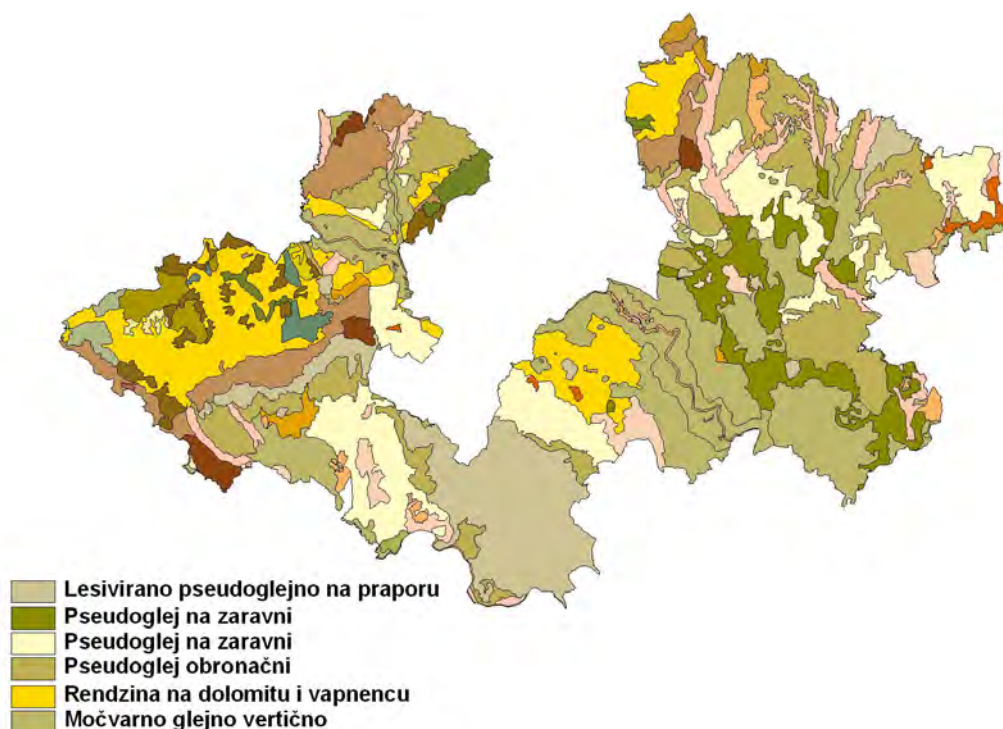 Lesivirano pseudoglejno na praporu
Pseudoglej na zaravni
Pseudoglej na zaravni
Pseudoglej obronačni
Rendzina na dolomitu i vapnencu
Močvarno glejno vertično